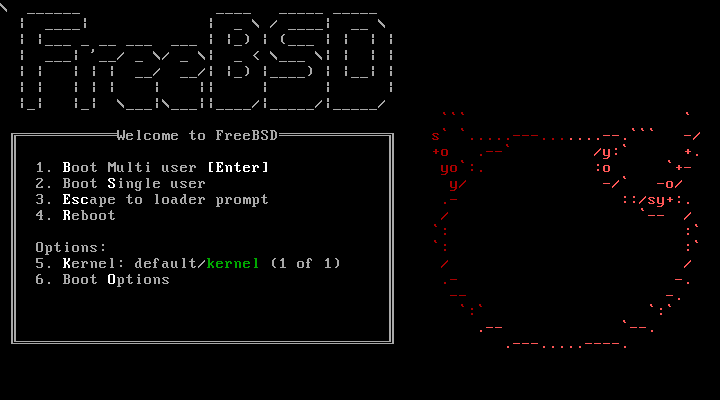 FreeBSD
Welcome to FreeBSD
1. Boot Multi user [Enter]
2. Boot Single user
3. Escape to loader prompt
4. Reboot
Options:
5. Kernel: default/kernel (1 of 1)
6. Boot Options